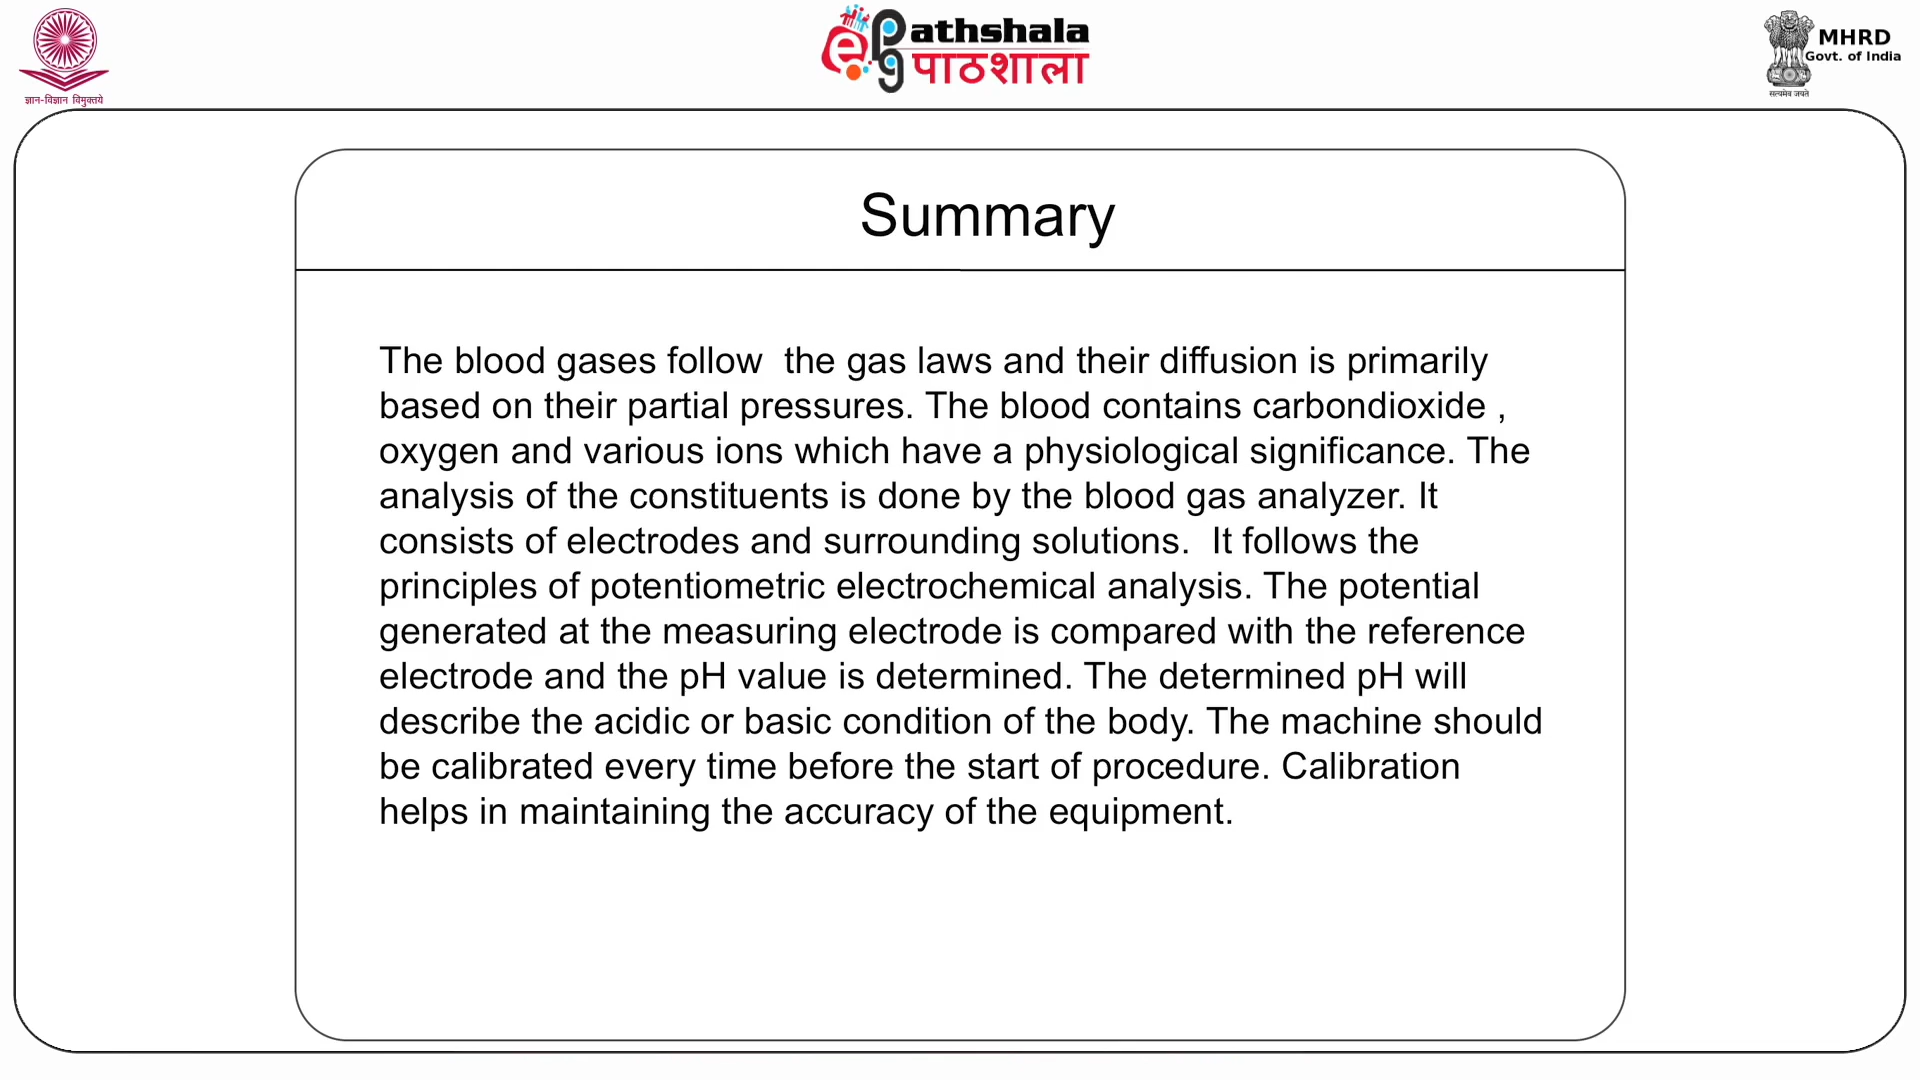 ज्ञान-विज्ञान विमुक्तये
ePG Pathshala
पाठशाला
सत्यमेव जयते
MHRD
Govt. of India
Summary
The blood gases follow  the gas laws and their diffusion is primarily
based on their partial pressures. The blood contains carbondioxide ,
oxygen and various ions which have a physiological significance. The
analysis of the constituents is done by the blood gas analyzer. It
consists of electrodes and surrounding solutions.  It follows the
principles of potentiometric electrochemical analysis. The potential
generated at the measuring electrode is compared with the reference
electrode and the pH value is determined. The determined pH will
describe the acidic or basic condition of the body. The machine should
be calibrated every time before the start of procedure. Calibration
helps in maintaining the accuracy of the equipment.